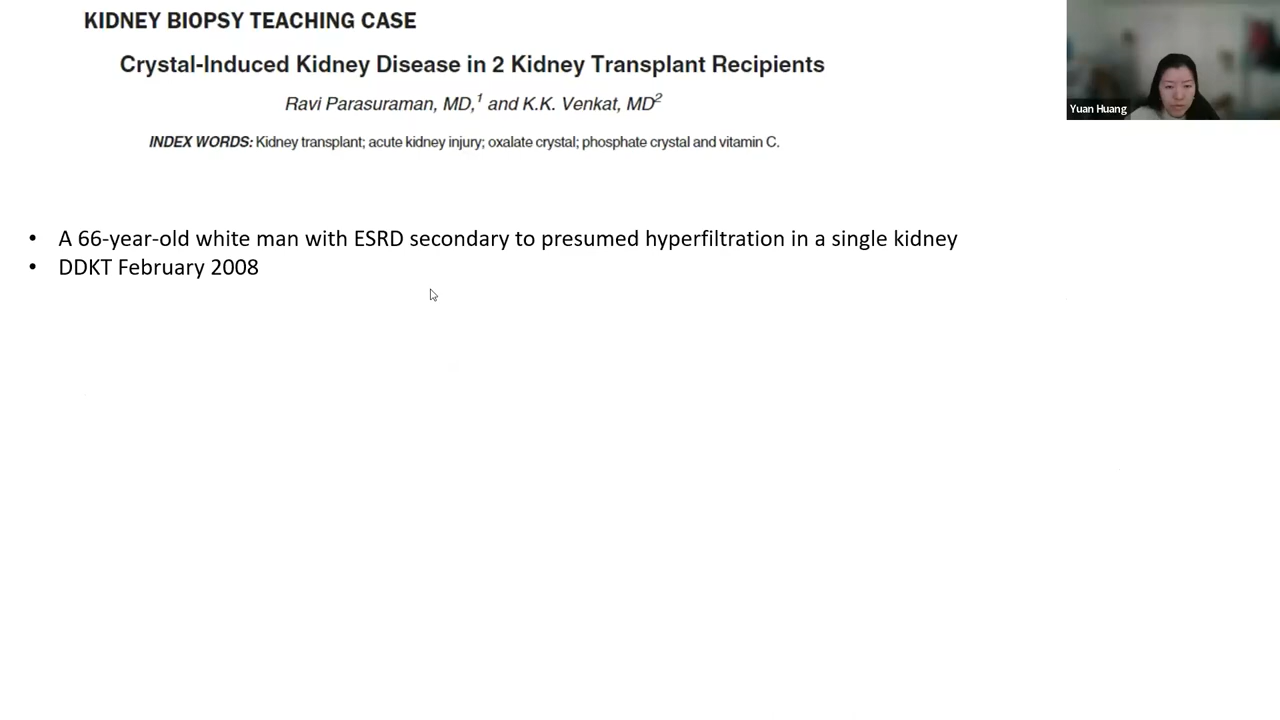 KIDNEY BIOPSY TEACHING CASE
Crystal-Induced Kidney Disease in 2 Kidney Transplant Recipients
Ravi Parasuraman, MD,1 and K.K. Venkat, MD2
INDEX WORDS: Kidney transplant; acute kidney injury; oxalate crystal; phosphate crystal and vitamin C.
Yuan Huang
• A 66-year-old white man with ESRD secondary to presumed hyperfiltration in a single kidney
• DDKT February 2008